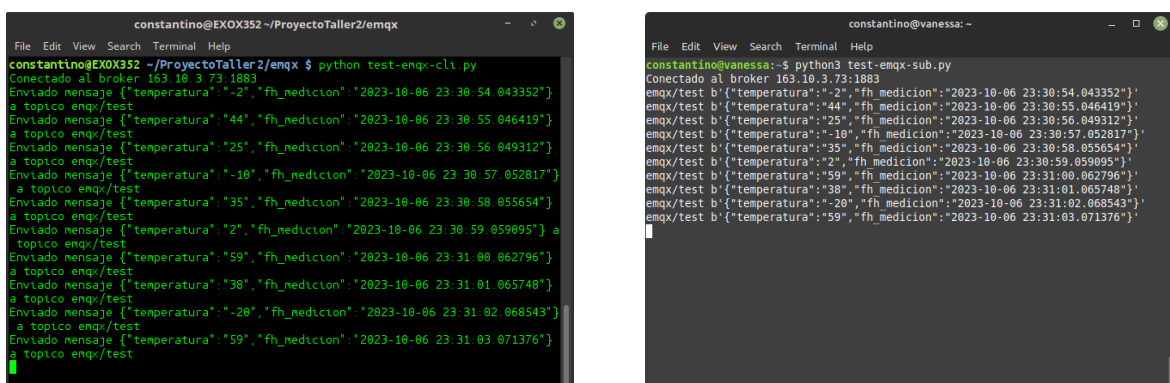 constantino@EXOX352:~/ProyectoTaller2/emqx
File Edit View Search Terminal Help
constantino@EXOX352 ~/ProyectoTaller2/emqx $ python test-emqx-cli.py
Conectado al broker 163.10.3.73:1883
Enviado mensaje {"temperatura":"-2","fh_medicion":"2023-10-06 23:30:54.043352"}
a topico emqx/test
Enviado mensaje {"temperatura":"44","fh_medicion":"2023-10-06 23:30:55.046419"}
a topico emqx/test
Enviado mensaje {"temperatura":"25","fh_medicion":"2023-10-06 23:30:56.049312"}
a topico emqx/test
Enviado mensaje {"temperatura":"-10","fh_medicion":"2023-10-06 23:30:57.052817"}
a topico emqx/test
Enviado mensaje {"temperatura":"35","fh_medicion":"2023-10-06 23:30:58.055654"}
a topico emqx/test
Enviado mensaje {"temperatura":"2","fh_medicion":"2023-10-06 23:30:59.059095"} a
topico emqx/test
Enviado mensaje {"temperatura":"59","fh_medicion":"2023-10-06 23:31:00.062796"}
a topico emqx/test
Enviado mensaje {"temperatura":"38","fh_medicion":"2023-10-06 23:31:01.065748"}
a topico emqx/test
Enviado mensaje {"temperatura":"-20","fh_medicion":"2023-10-06 23:31:02.068543"}
a topico emqx/test
Enviado mensaje {"temperatura":"59","fh_medicion":"2023-10-06 23:31:03.071376"}
a topico emqx/test
constantino@vanessa: ~
File Edit View Search Terminal Help
constantino@vanessa:~$ python3 test-emqx-sub.py
Conectado al broker 163.10.3.73:1883
emqx/test b'{"temperatura":"-2","fh_medicion":"2023-10-06 23:30:54.043352"}'
emqx/test b'{"temperatura":"44","fh_medicion":"2023-10-06 23:30:55.046419"}'
emqx/test b'{"temperatura":"25","fh_medicion":"2023-10-06 23:30:56.049312"}'
emqx/test b'{"temperatura":"-10","fh_medicion":"2023-10-06 23:30:57.052817"}'
emqx/test b'{"temperatura":"35","fh_medicion":"2023-10-06 23:30:58.055654"}'
emqx/test b'{"temperatura":"2","fh_medicion":"2023-10-06 23:30:59.059095"}'
emqx/test b'{"temperatura":"59","fh_medicion":"2023-10-06 23:31:00.062796"}'
emqx/test b'{"temperatura":"38","fh_medicion":"2023-10-06 23:31:01.065748"}'
emqx/test b'{"temperatura":"-20","fh_medicion":"2023-10-06 23:31:02.068543"}'
emqx/test b'{"temperatura":"59","fh_medicion":"2023-10-06 23:31:03.071376"}'